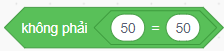 không phải 50 = 50